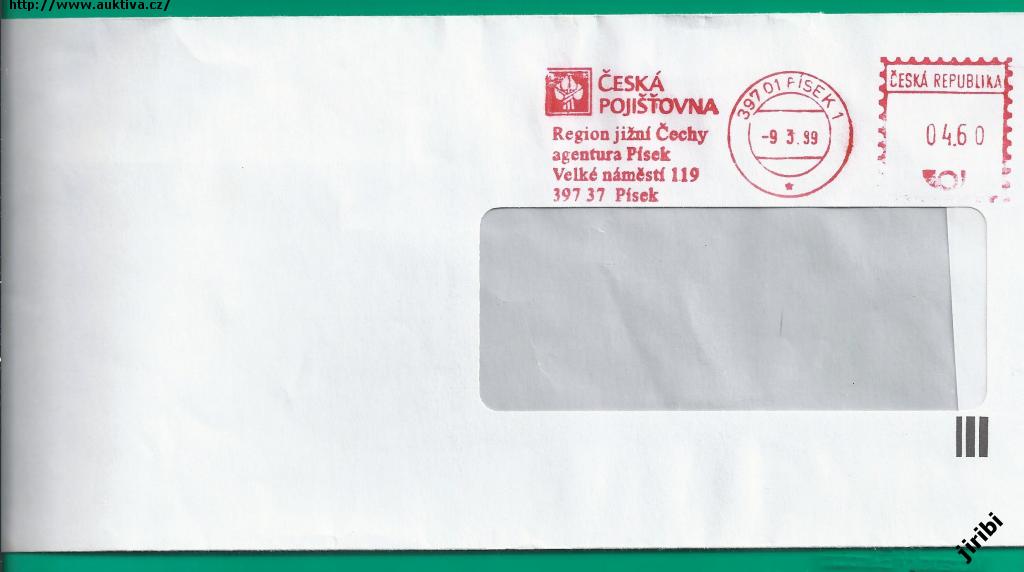 http://www.auktiva.cz/
ČESKÁ
POJIŠŤOVNA
Region jižní Čechy
agentura Písek
Velké náměstí 119
397 37 Písek
397 01 PÍSEK 1
-9. 3. 99
ČESKÁ REPUBLIKA
04.60
jiribi